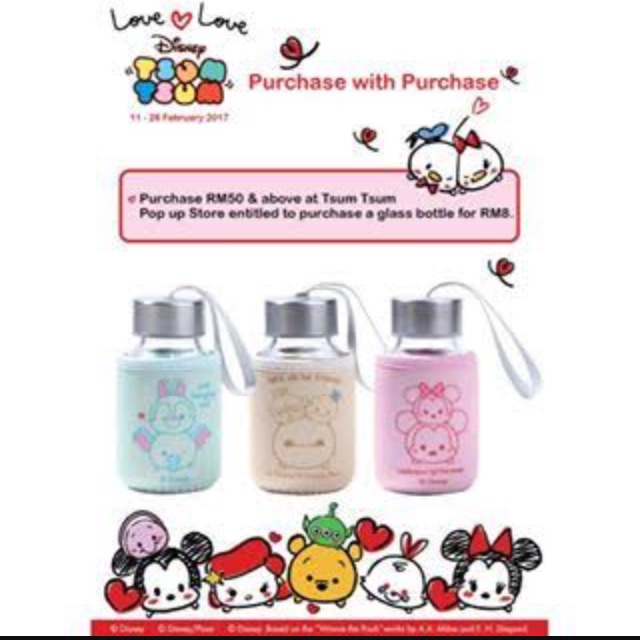 Love Love
Disney
TSUM
TSUM
11 - 26 February 2017
Purchase with Purchase
Purchase RM50 & above at Tsum Tsum
Pop up Store entitled to purchase a glass bottle for RM8.
© Disney
© Disney
© Disney © Disney/Pixar © Disney Based on the "Winnie the Pooh" works by A.A. Milne and E. H. Shepard